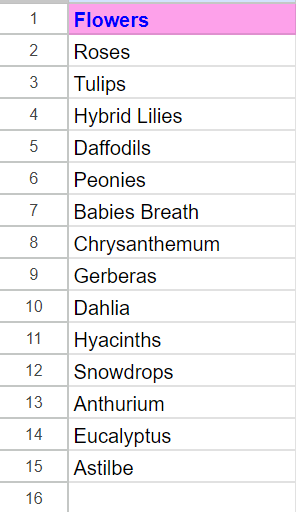 1 Flowers
2 Roses
3 Tulips
4 Hybrid Lilies
5 Daffodils
6 Peonies
7 Babies Breath
8 Chrysanthemum
9 Gerberas
10 Dahlia
11 Hyacinths
12 Snowdrops
13 Anthurium
14 Eucalyptus
15 Astilbe
16